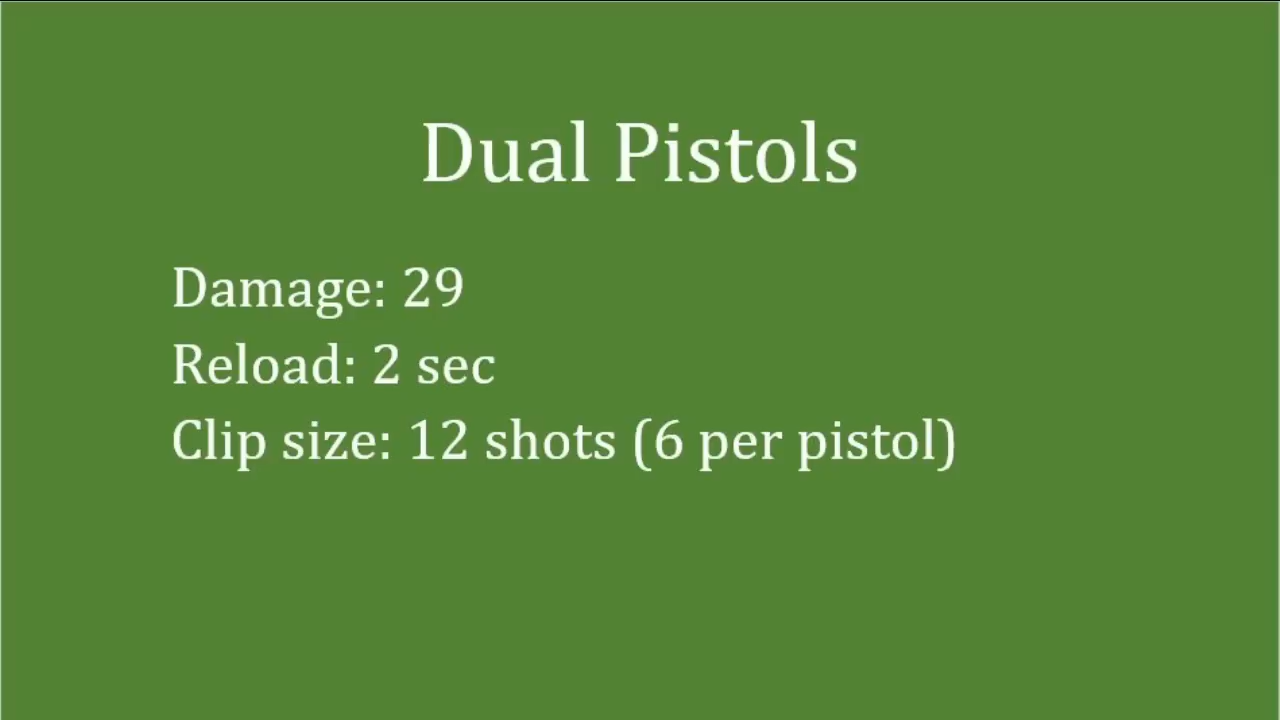 Dual Pistols
Damage: 29
Reload: 2 sec
Clip size: 12 shots (6 per pistol)